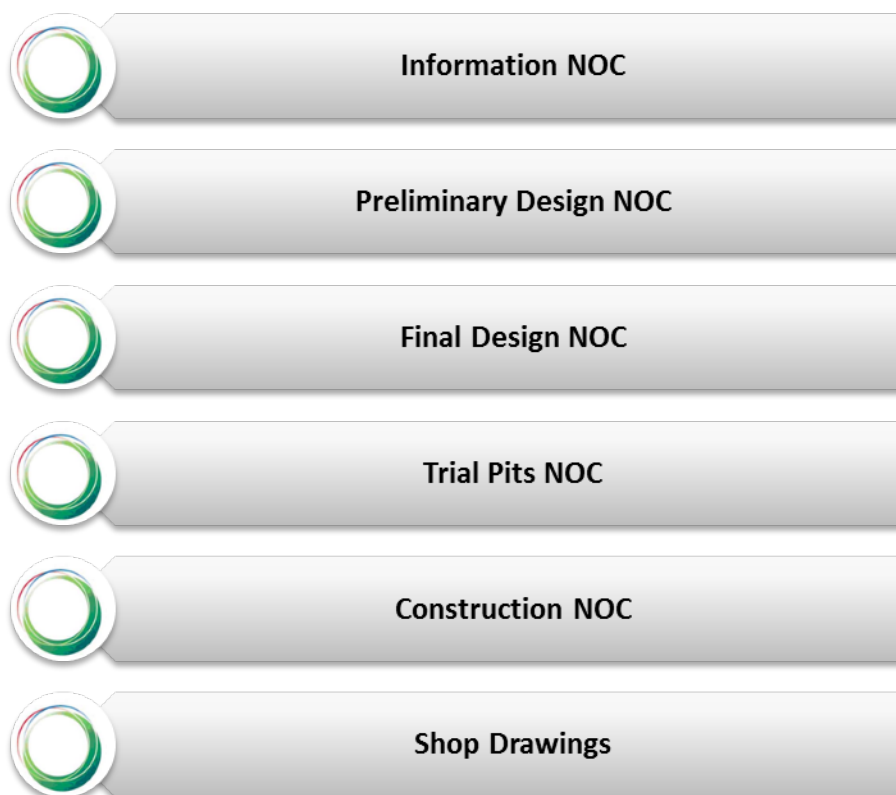 Information NOC
Preliminary Design NOC
Final Design NOC
Trial Pits NOC
Construction NOC
Shop Drawings